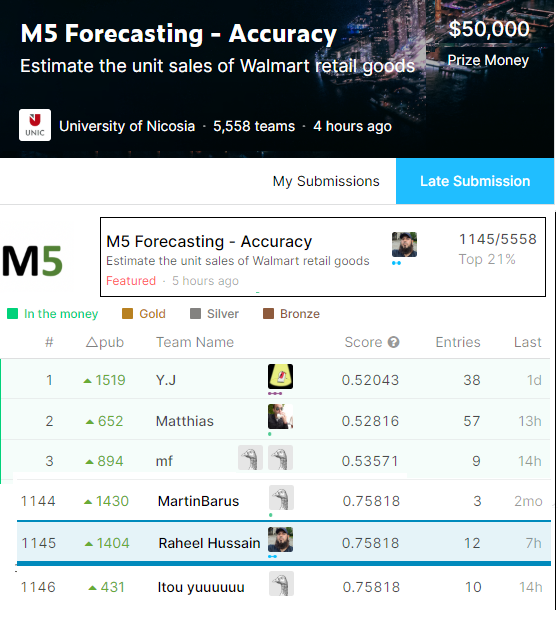 M5 Forecasting - Accuracy
$50,000
Estimate the unit sales of Walmart retail goods
Prize Money
UNIC
University of Nicosia · 5,558 teams · 4 hours ago
My Submissions
Late Submission
M5
M5 Forecasting - Accuracy
1145/5558
Estimate the unit sales of Walmart retail goods
Top 21%
Featured · 5 hours ago
In the money Gold Silver Bronze
# △pub Team Name Score ? Entries Last
1 1519 Y.J 0.52043 38 1d
2 652 Matthias 0.52816 57 13h
3 894 mf 0.53571 9 14h
1144 1430 MartinBarus 0.75818 3 2mo
1145 1404 Raheel Hussain 0.75818 12 7h
1146 431 Itou yuuuuuu 0.75818 10 14h